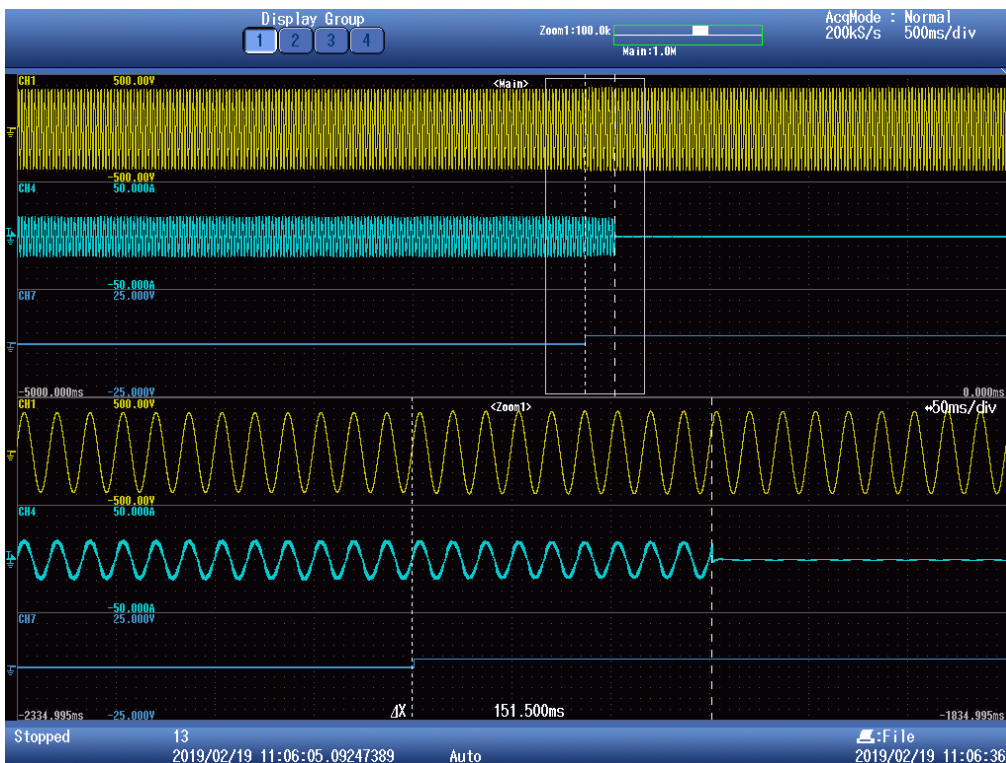 Display Group
1 2 3 4
Zoom1:100.0k
Main:1.0M
AcqMode : Normal
200kS/s 500ms/div
CH1 500.00V <Main>
-500.00V
CH4 50.000A
-50.000A
CH7 25.000V
-5000.000ms -25.000V 0.000ms
CH1 500.00V <Zoom1> 50ms/div
-500.00V
CH4 50.000A
-50.000A
CH7 25.000V
-2334.995ms -25.000V ΔX 151.500ms -1834.995ms
Stopped 13 :File
2019/02/19 11:06:05.09247389 Auto 2019/02/19 11:06:36